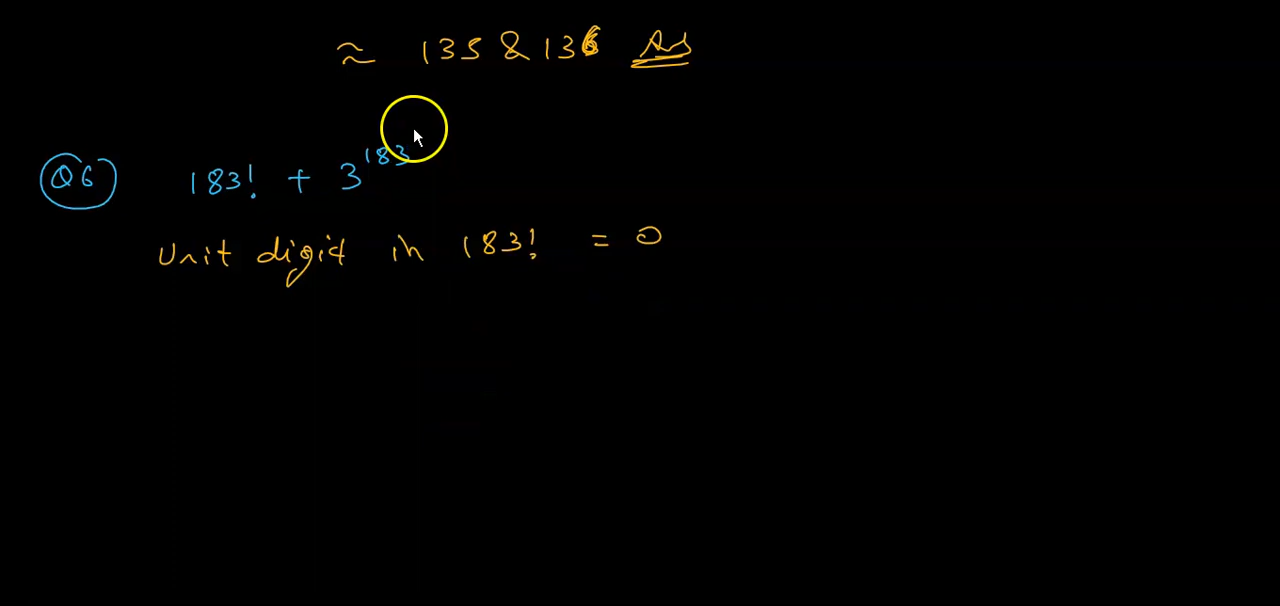 ≈ 135 & 136 Ans
Q6 183! + 3^183
Unit digit in 183! = 0